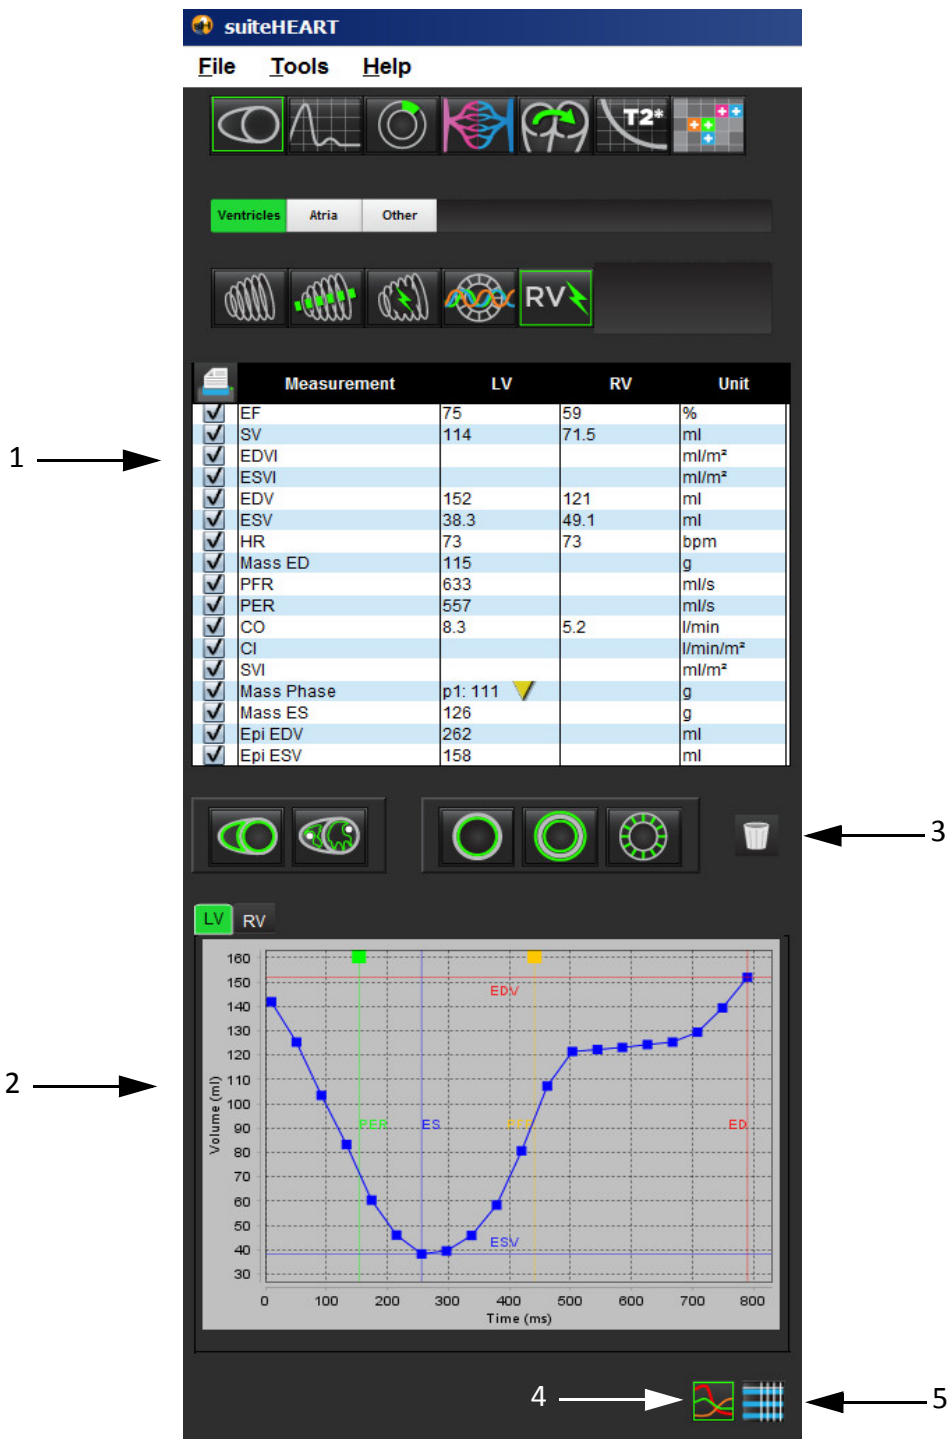 suiteHEART
File Tools Help
T2*
Ventricles Atria Other
RV
Measurement LV RV Unit
EF 75 59 %
SV 114 71.5 ml
1
EDVI ml/m²
ESVI ml/m²
EDV 152 121 ml
ESV 38.3 49.1 ml
HR 73 73 bpm
Mass ED 115 g
PFR 633 ml/s
PER 557 ml/s
CO 8.3 5.2 l/min
CI l/min/m²
SVI ml/m²
Mass Phase p1: 111 g
Mass ES 126 g
Epi EDV 262 ml
Epi ESV 158 ml
3
LV RV
160
150
EDV
140
130
120
110
2
100
90
PER ES PFR ED
80
70
60
50
ESV
40
30
Volume (ml)
0 100 200 300 400 500 600 700 800
Time (ms)
4
5